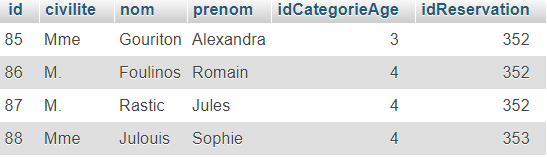 id civilite nom prenom idCategorieAge idReservation
85 Mme Gouriton Alexandra 3 352
86 M. Foulinos Romain 4 352
87 M. Rastic Jules 4 352
88 Mme Julouis Sophie 4 353